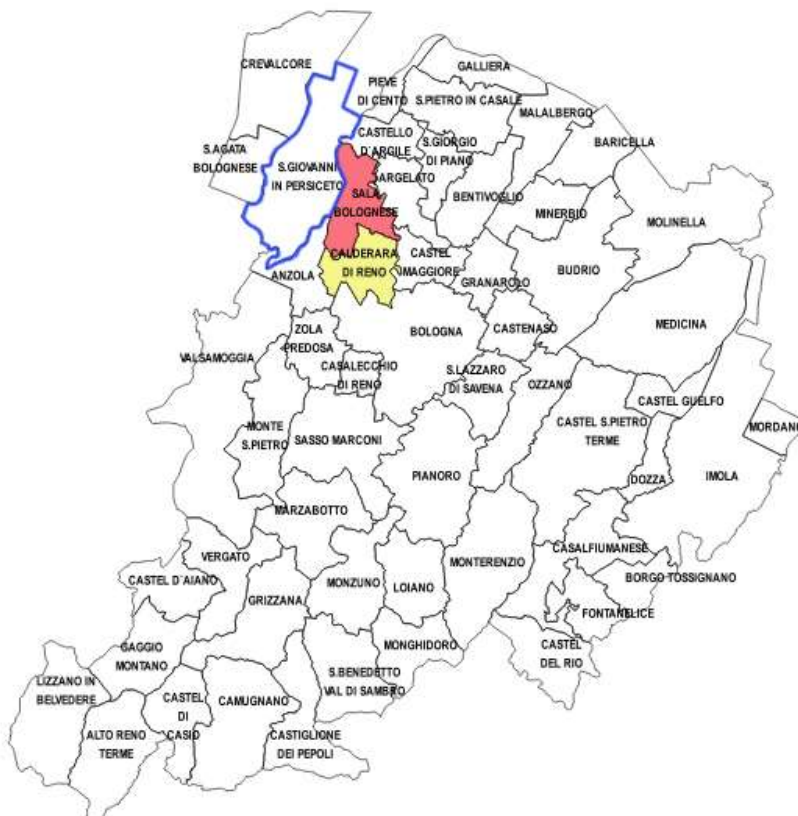 CREVALCORE
GALLIERA
PIEVE
DI CENTO
S.PIETRO IN CASALE
MALALBERGO
S.AGATA
BOLOGNESE
CASTELLO
D'ARGILE
S.GIORGIO
DI PIANO
BARICELLA
S.GIOVANNI
IN PERSICETO
ARGELATO
SALA
BOLOGNESE
BENTIVOGLIO
MINERBIO
MOLINELLA
CALDERARA
DI RENO
CASTEL
MAGGIORE
ANZOLA
GRANAROLO
BUDRIO
ZOLA
PREDOSA
BOLOGNA
CASTENASO
MEDICINA
VALSAMOGGIA
CASALECCHIO
DI RENO
S.LAZZARO
DI SAVENA
OZZANO
CASTEL GUELFO
MONTE
S.PIETRO
SASSO MARCONI
CASTEL S.PIETRO
TERME
MORDANO
PIANORO
DOZZA
IMOLA
MARZABOTTO
VERGATO
CASALFIUMANESE
CASTEL D'AIANO
MONZUNO
LOIANO
MONTERENZIO
BORGO TOSSIGNANO
GRIZZANA
FONTANELICE
GAGGIO
MONTANO
MONGHIDORO
CASTEL
DEL RIO
LIZZANO IN
BELVEDERE
S.BENEDETTO
VAL DI SAMBRO
CASTEL
DI
CASIO
CAMUGNANO
ALTO RENO
TERME
CASTIGLIONE
DEI PEPOLI